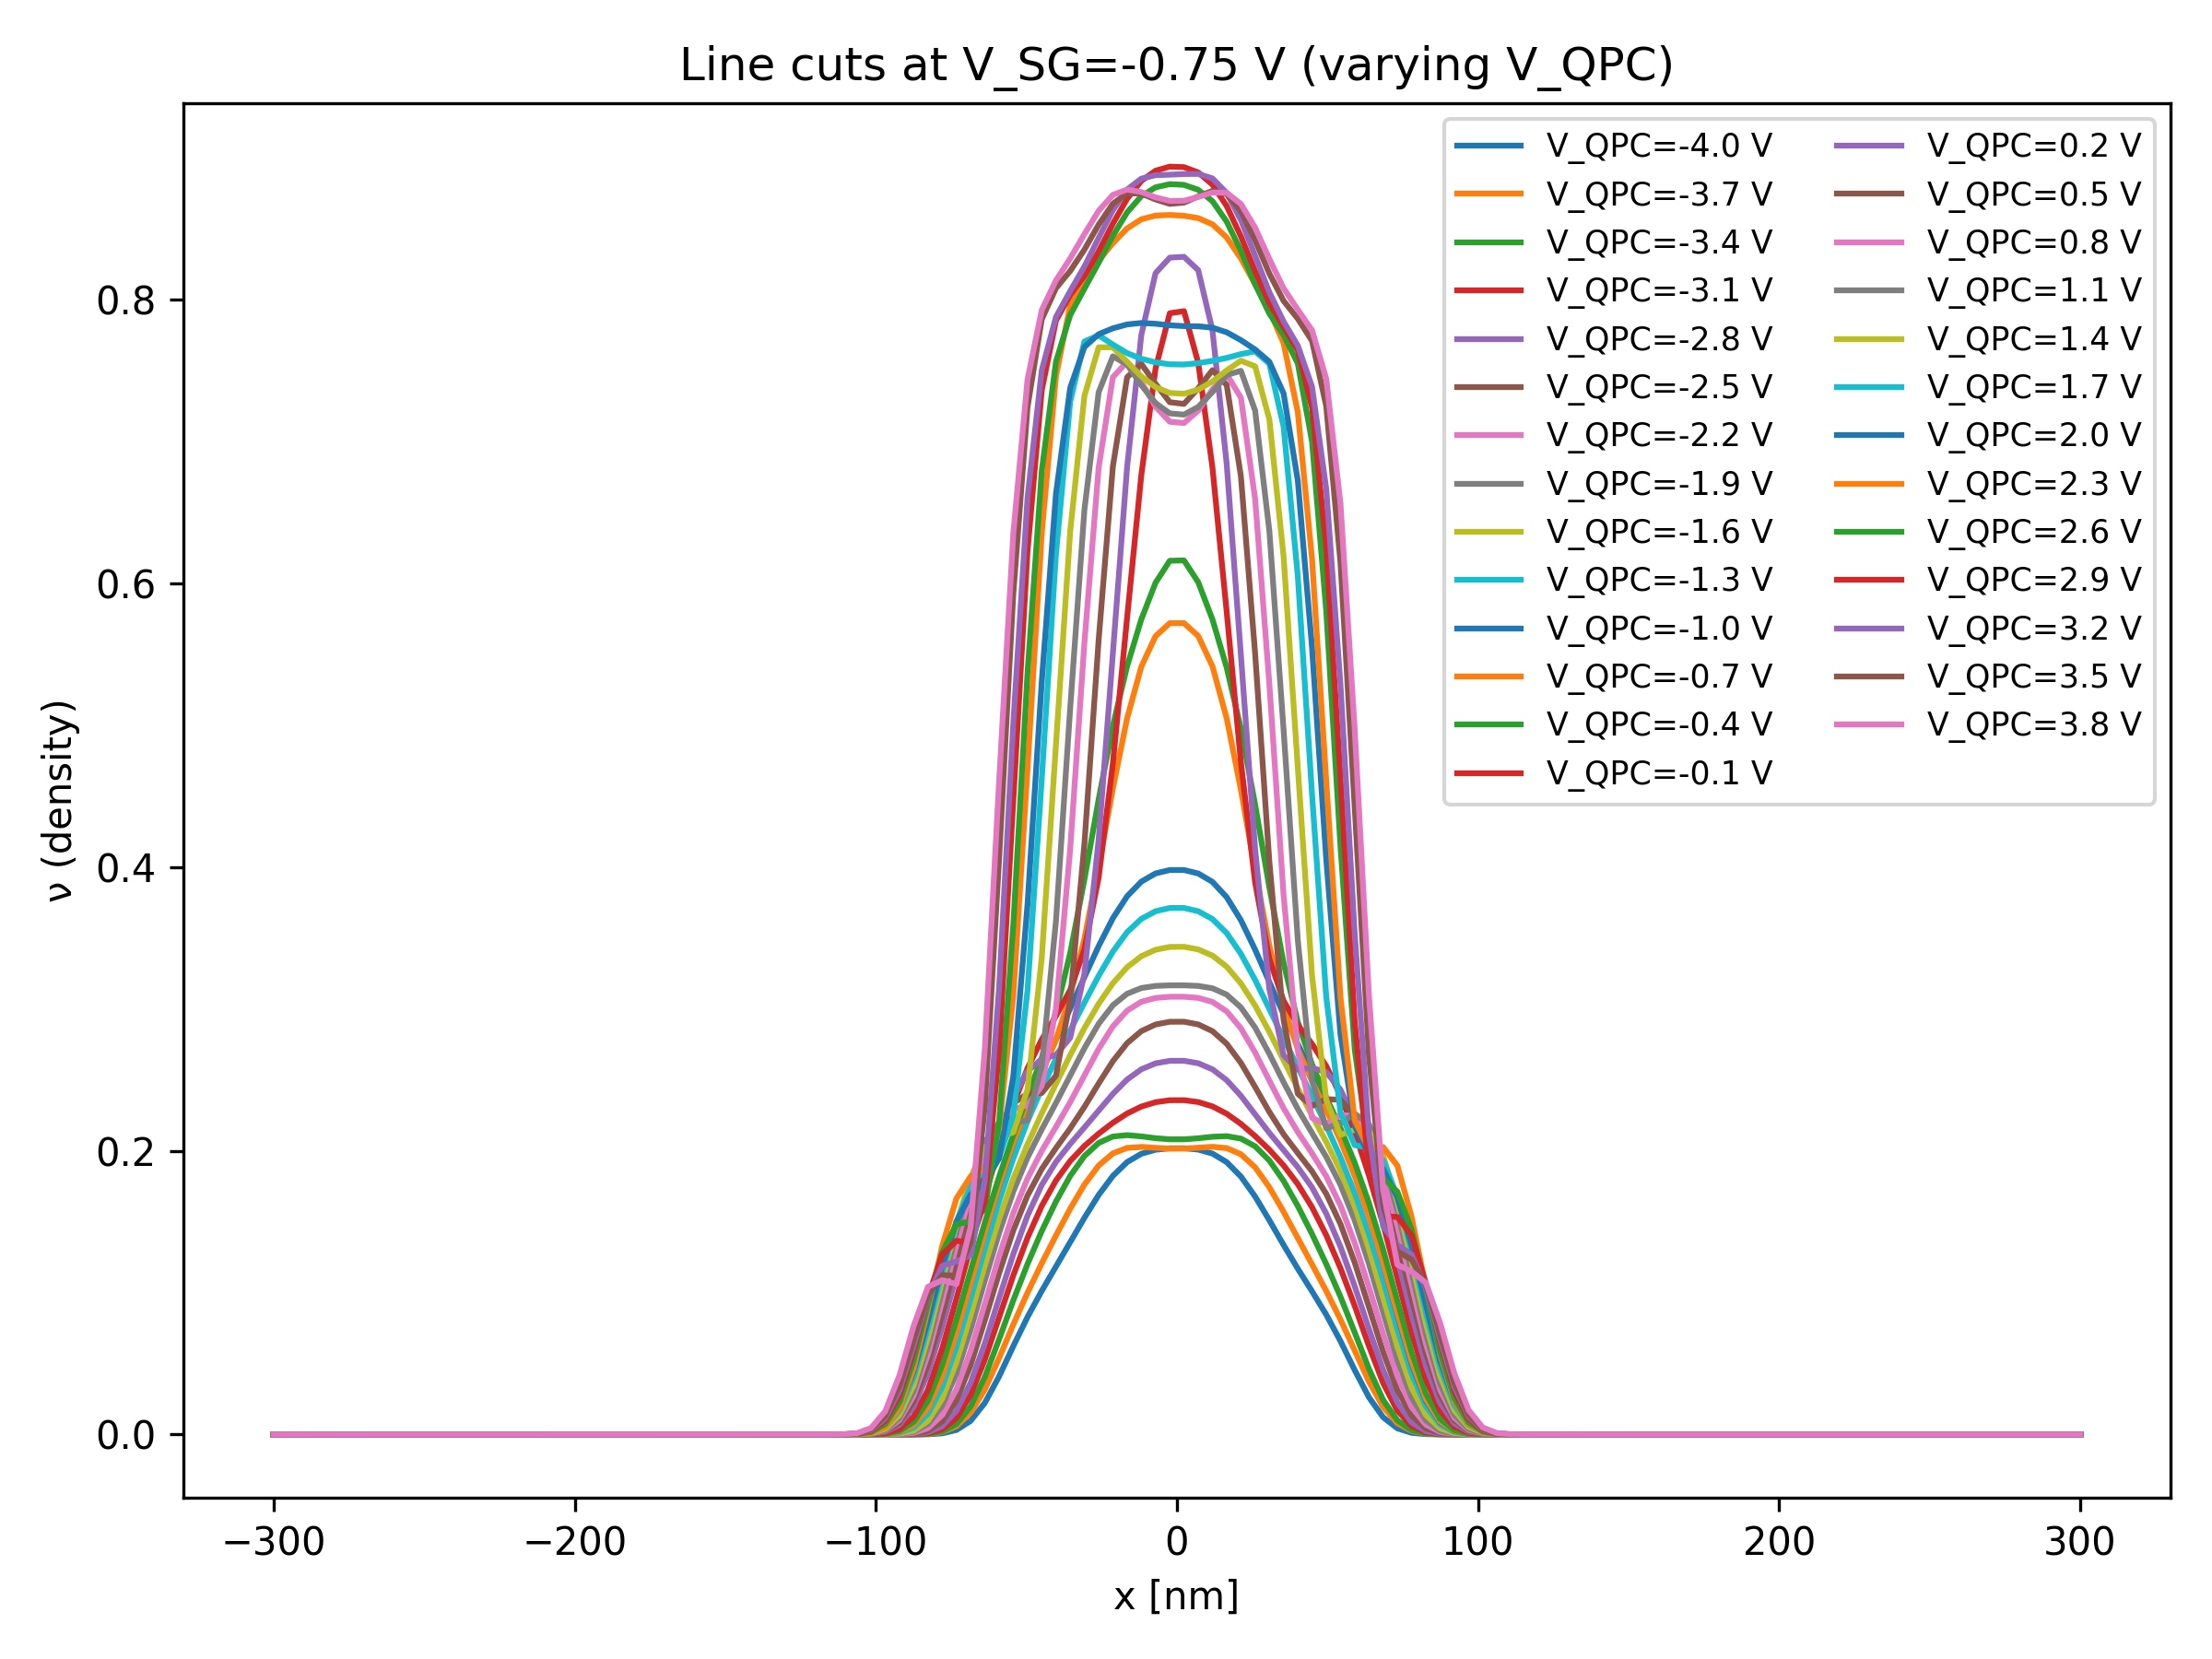 Line cuts at V_SG=-0.75 V (varying V_QPC)
V_QPC=-4.0 V
V_QPC=-3.7 V
V_QPC=-3.4 V
V_QPC=-3.1 V
V_QPC=-2.8 V
V_QPC=-2.5 V
V_QPC=-2.2 V
V_QPC=-1.9 V
V_QPC=-1.6 V
V_QPC=-1.3 V
V_QPC=-1.0 V
V_QPC=-0.7 V
V_QPC=-0.4 V
V_QPC=-0.1 V
V_QPC=0.2 V
V_QPC=0.5 V
V_QPC=0.8 V
V_QPC=1.1 V
V_QPC=1.4 V
V_QPC=1.7 V
V_QPC=2.0 V
V_QPC=2.3 V
V_QPC=2.6 V
V_QPC=2.9 V
V_QPC=3.2 V
V_QPC=3.5 V
V_QPC=3.8 V
ν (density)
0.8
0.6
0.4
0.2
0.0
−300
−200
−100
0
100
200
300
x [nm]